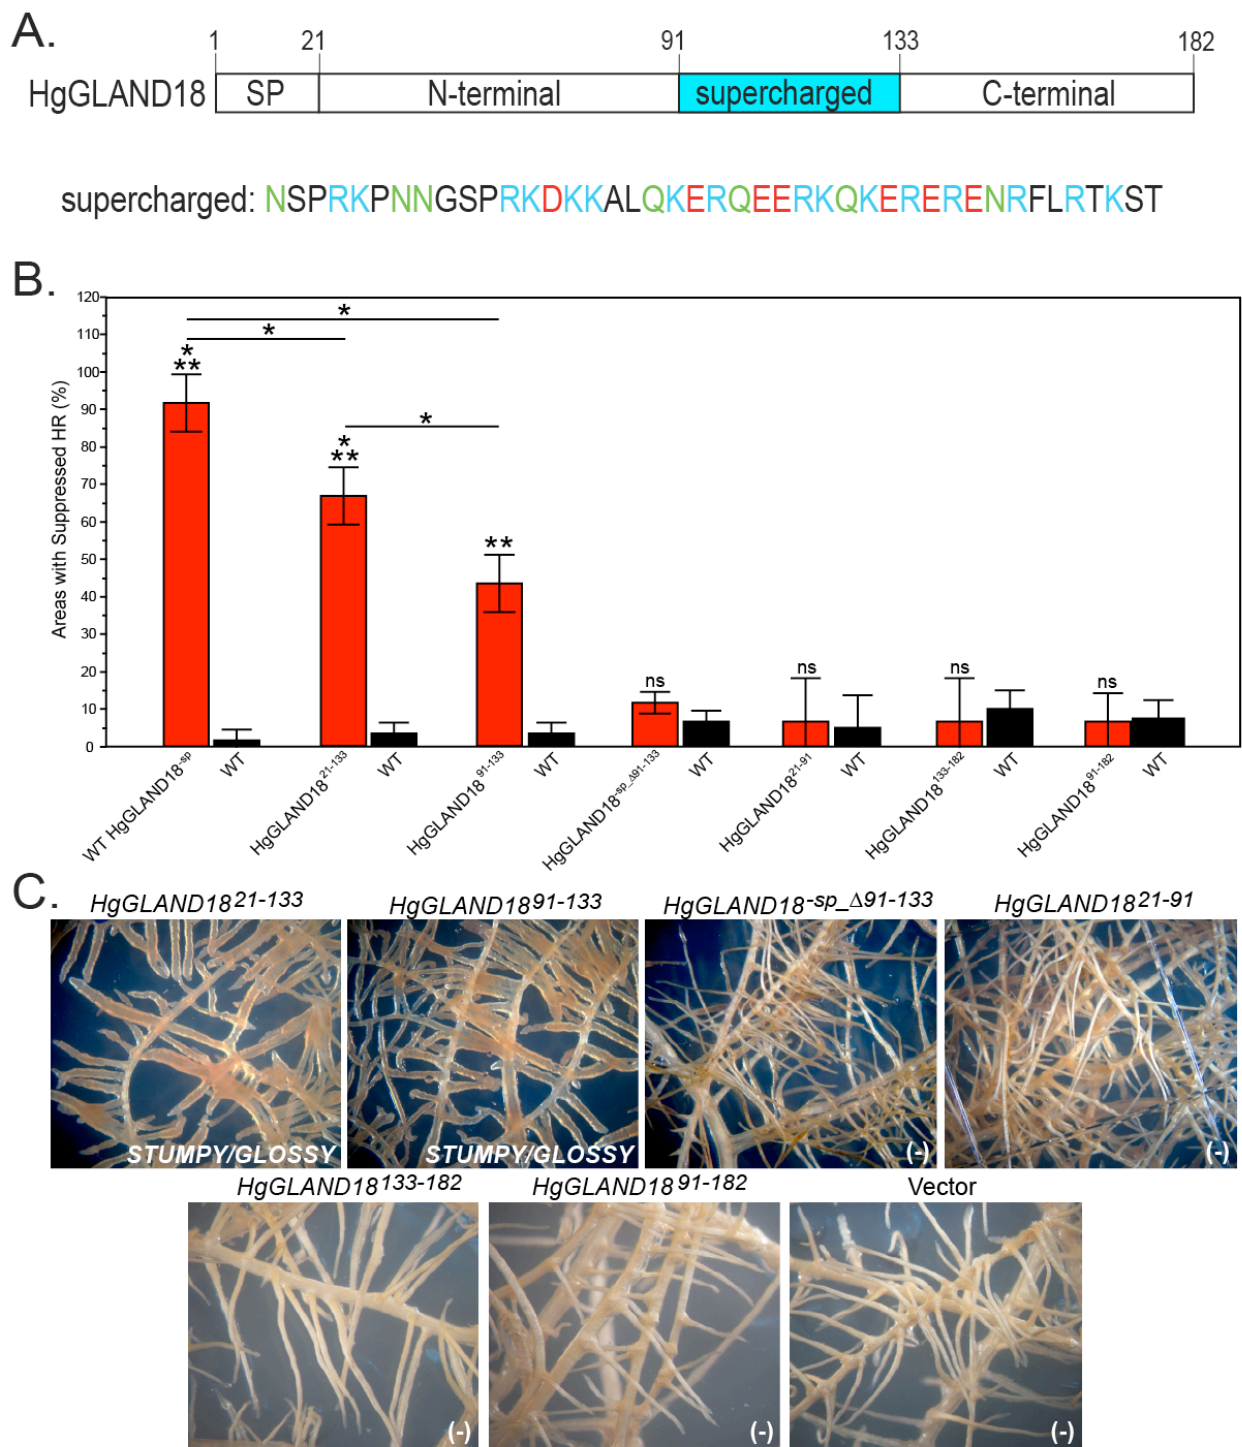 A.
1 21 91 133 182
HgGLAND18 SP N-terminal supercharged C-terminal
supercharged: NSPRKPNNGSPRKDKKALQKERQEERKQKERERENRFLRTKST
B.
Areas with Suppressed HR (%)
120
110
100
90
80
70
60
50
40
30
20
10
0
* *
* *
** * **
**
ns ns ns ns
WT HgGLAND18-sp WT HgGLAND18 21-133 WT HgGLAND18 91-133 WT HgGLAND18-sp_Δ91-133 WT HgGLAND18 21-91 WT HgGLAND18 133-182 WT HgGLAND18 91-182 WT
C.
HgGLAND18 21-133 HgGLAND18 91-133 HgGLAND18-sp_Δ91-133 HgGLAND18 21-91
STUMPY/GLOSSY STUMPY/GLOSSY (-) (-)
HgGLAND18 133-182 HgGLAND18 91-182 Vector
(-) (-) (-)